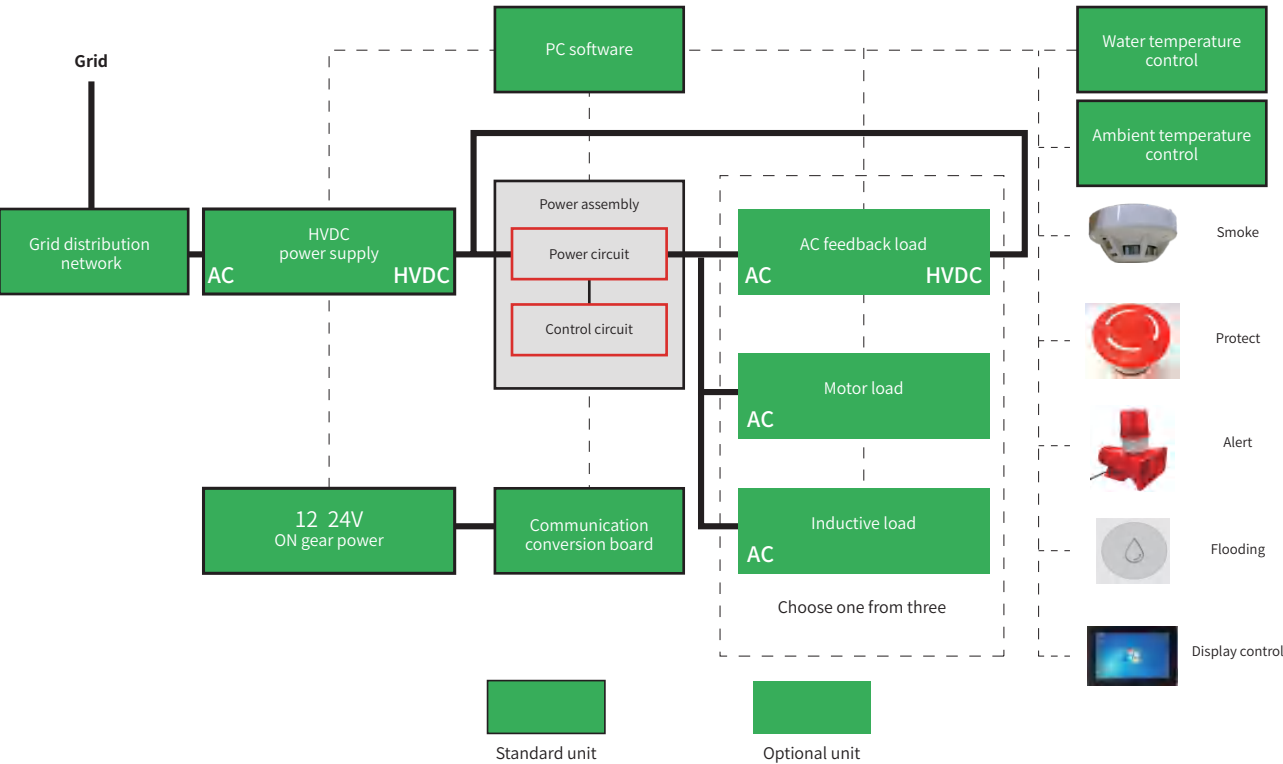 PC software
Water temperature
control
Grid
Ambient temperature
control
Power assembly
Grid distribution
network
HVDC
power supply
AC
HVDC
Power circuit
AC feedback load
AC
HVDC
Smoke
Control circuit
Protect
Motor load
AC
Alert
12 24V
ON gear power
Communication
conversion board
Inductive load
AC
Flooding
Choose one from three
Display control
Standard unit
Optional unit